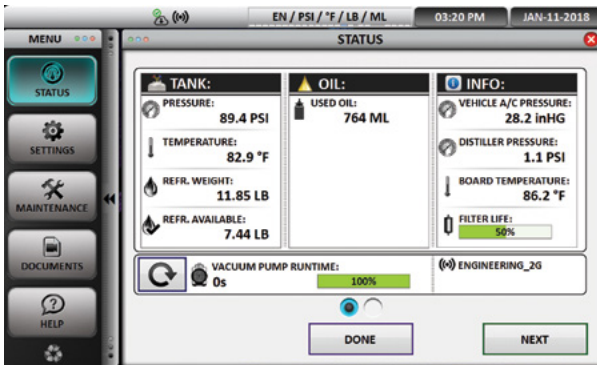 EN / PSI / °F / LB / ML
03:20 PM
JAN-11-2018
MENU
STATUS
STATUS
SETTINGS
MAINTENANCE
DOCUMENTS
HELP
TANK:
PRESSURE:
89.4 PSI
TEMPERATURE:
82.9 °F
REFR. WEIGHT:
11.85 LB
REFR. AVAILABLE:
7.44 LB
OIL:
USED OIL:
764 ML
INFO:
VEHICLE A/C PRESSURE:
28.2 inHG
DISTILLER PRESSURE:
1.1 PSI
BOARD TEMPERATURE:
86.2 °F
FILTER LIFE:
50%
VACUUM PUMP RUNTIME:
0s
100%
ENGINEERING_2G
DONE
NEXT